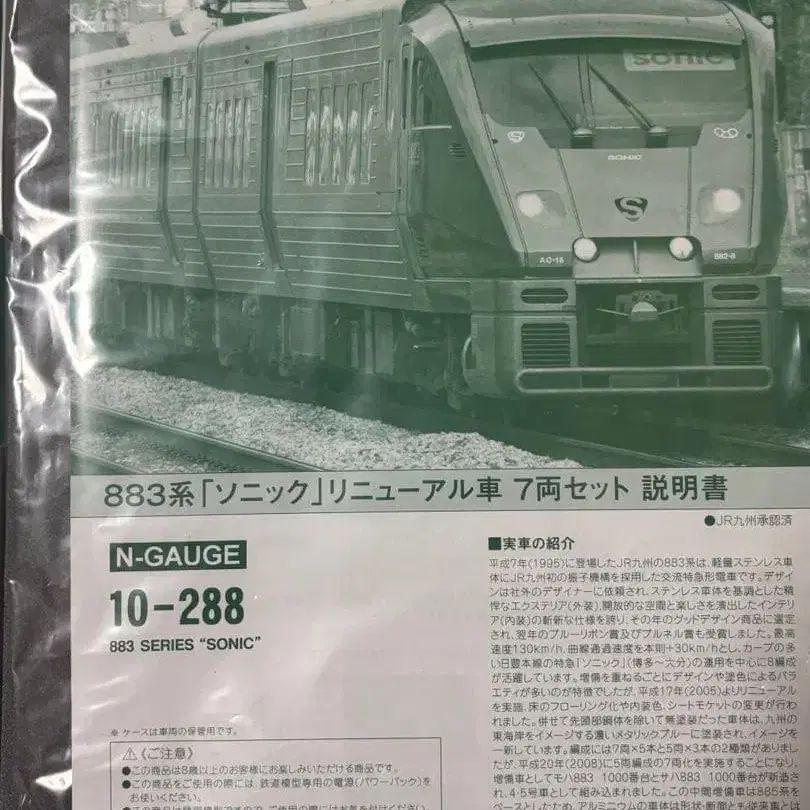 sonic
SONIC
S
AO-16
882-8
883系「ソニック」リニューアル車 7両セット 説明書
●JR九州承認済
N-GAUGE
10-288
883 SERIES “SONIC”
※ ケースは車両の保管用です。
⚠〈ご注意〉
●この商品は8歳以上のお客様にお楽しみいただける商品です。
●お商品をご使用の際には、鉄道模型専用の電源(パワーパック)を
お使いください。
■実車の紹介
平成7年(1995)に登場したJR九州の883系は、軽量ステンレス車
体にJR九州初の振子機構を採用した交流特急形電車です。デザイ
ンは社外のデザイナーに依頼され、ステンレス車体を基調とした精
悍なエクステリア(外装)、開放的な空間と楽しさを演出したインテリ
ア(内装)の斬新な仕様を誇り、その年のグッドデザイン商品に選定
され、翌年のブルーリボン賞及びブルネル賞も受賞しました。最高
速度130km/h、曲線通過速度を本則+30km/hとし、カーブの多
い日豊本線の特急「ソニック」(博多〜大分)の運用を中心に8編成
が活躍しています。増備を重ねるごとにデザインや塗色によるバラ
エティが多いのが特徴でしたが、平成17年(2005)よりリニューアル
を実施、床のフローリング化や内装色、シートモケットの変更が行わ
れました。併せて先頭部鋼体を除いて無塗装だった車体は、九州の
東海岸をイメージする濃いメタリックブルーに塗装され、イメージを
一新しています。編成には7両×5本と5両×3本の2種類がありまし
たが、平成20年(2008)に5両編成の7両化を実施することになり、
増備車としてモハ883 1000番台とサハ883 1000番台が新造さ
れ、4・5号車として組み込まれました。この中間増備車は885系を
ベースとしたため、アルミニウムの車体は形状・断面とも従来車と